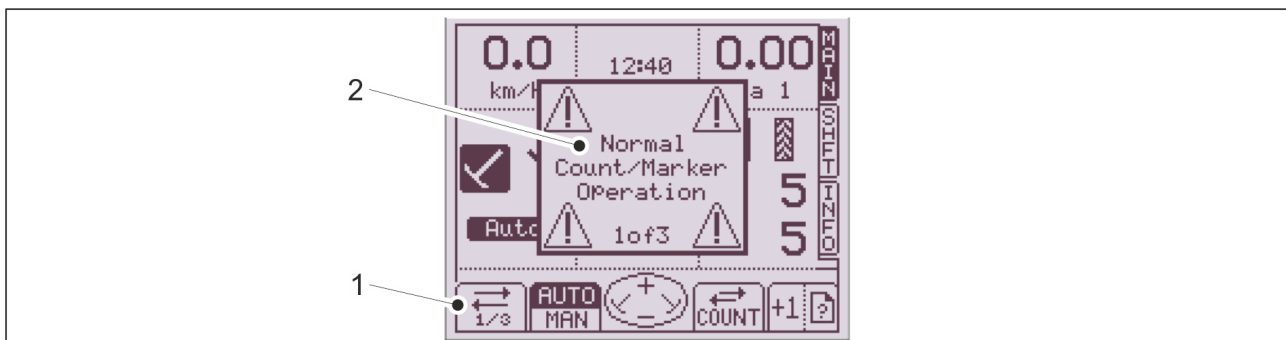 0.0
12:40
0.00
km/
a 1
MAIN
2
Normal
Count/Marker
Operation
SHFT
5
INFO
Auto
1of3
5
1
1/3
AUTO
MAN
+
-
COUNT
+1
?